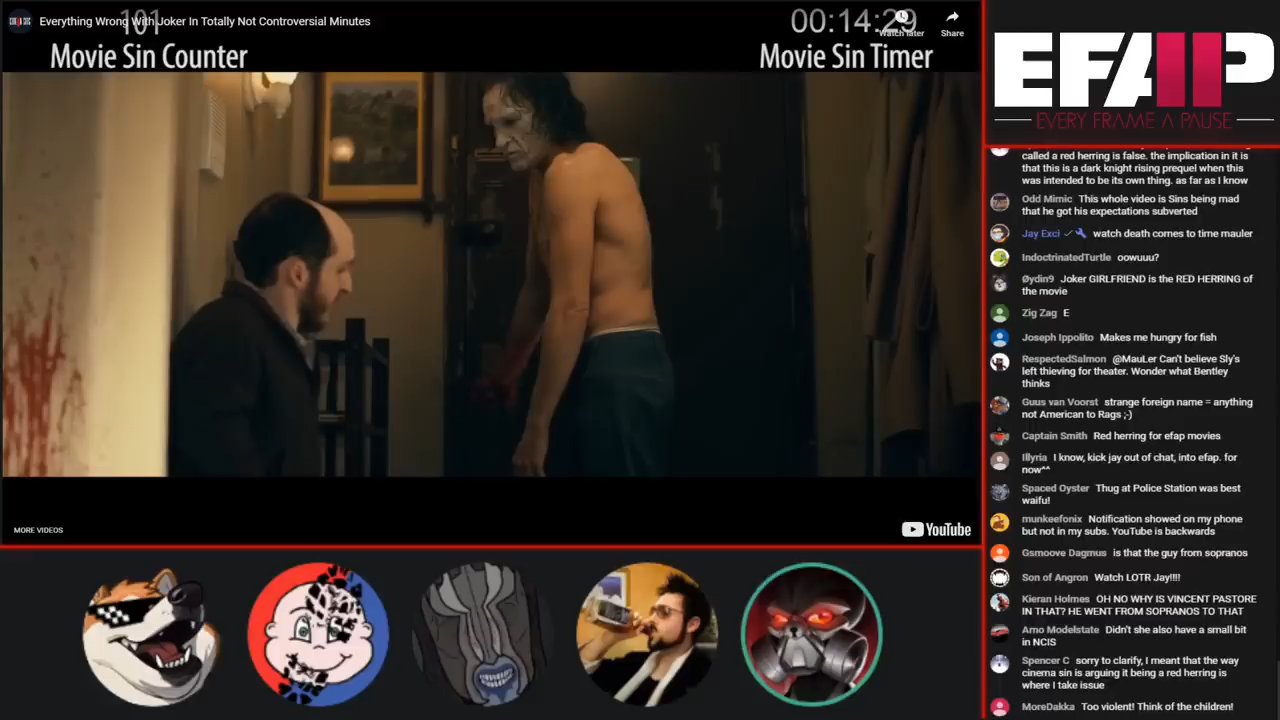 Everything Wrong With Joker In Totally Not Controversial Minutes
101
Movie Sin Counter
00:14:29
Movie Sin Timer
Watch later
Share
MORE VIDEOS
YouTube
EFAP
EVERY FRAME A PAUSE
called a red herring is false. the implication in it is
that this is a dark knight rising prequel when this
was intended to be its own thing. as far as I know
Odd Mimic This whole video is Sins being mad
that he got his expectations subverted
Jay Exci watch death comes to time mauler
IndoctrinatedTurtle oowuuu?
Øydin9 Joker GIRLFRIEND is the RED HERRING of
the movie
Zig Zag E
Joseph Ippolito Makes me hungry for fish
RespectedSalmon @MauLer Can't believe Sly's
left thieving for theater. Wonder what Bentley
thinks
Guus van Voorst strange foreign name = anything
not American to Rags ;-)
Captain Smith Red herring for efap movies
Illyria I know, kick jay out of chat, into efap. for
now^^
Spaced Oyster Thug at Police Station was best
waifu!
munkeefonix Notification showed on my phone
but not in my subs. YouTube is backwards
Gsmoove Dagmus is that the guy from sopranos
Son of Angron Watch LOTR Jay!!!!
Kieran Holmes OH NO WHY IS VINCENT PASTORE
IN THAT? HE WENT FROM SOPRANOS TO THAT
Arno Modelstate Didn't she also have a small bit
in NCIS
Spencer C sorry to clarify, I meant that the way
cinema sin is arguing it being a red herring is
where I take issue
MoreDakka Too violent! Think of the children!